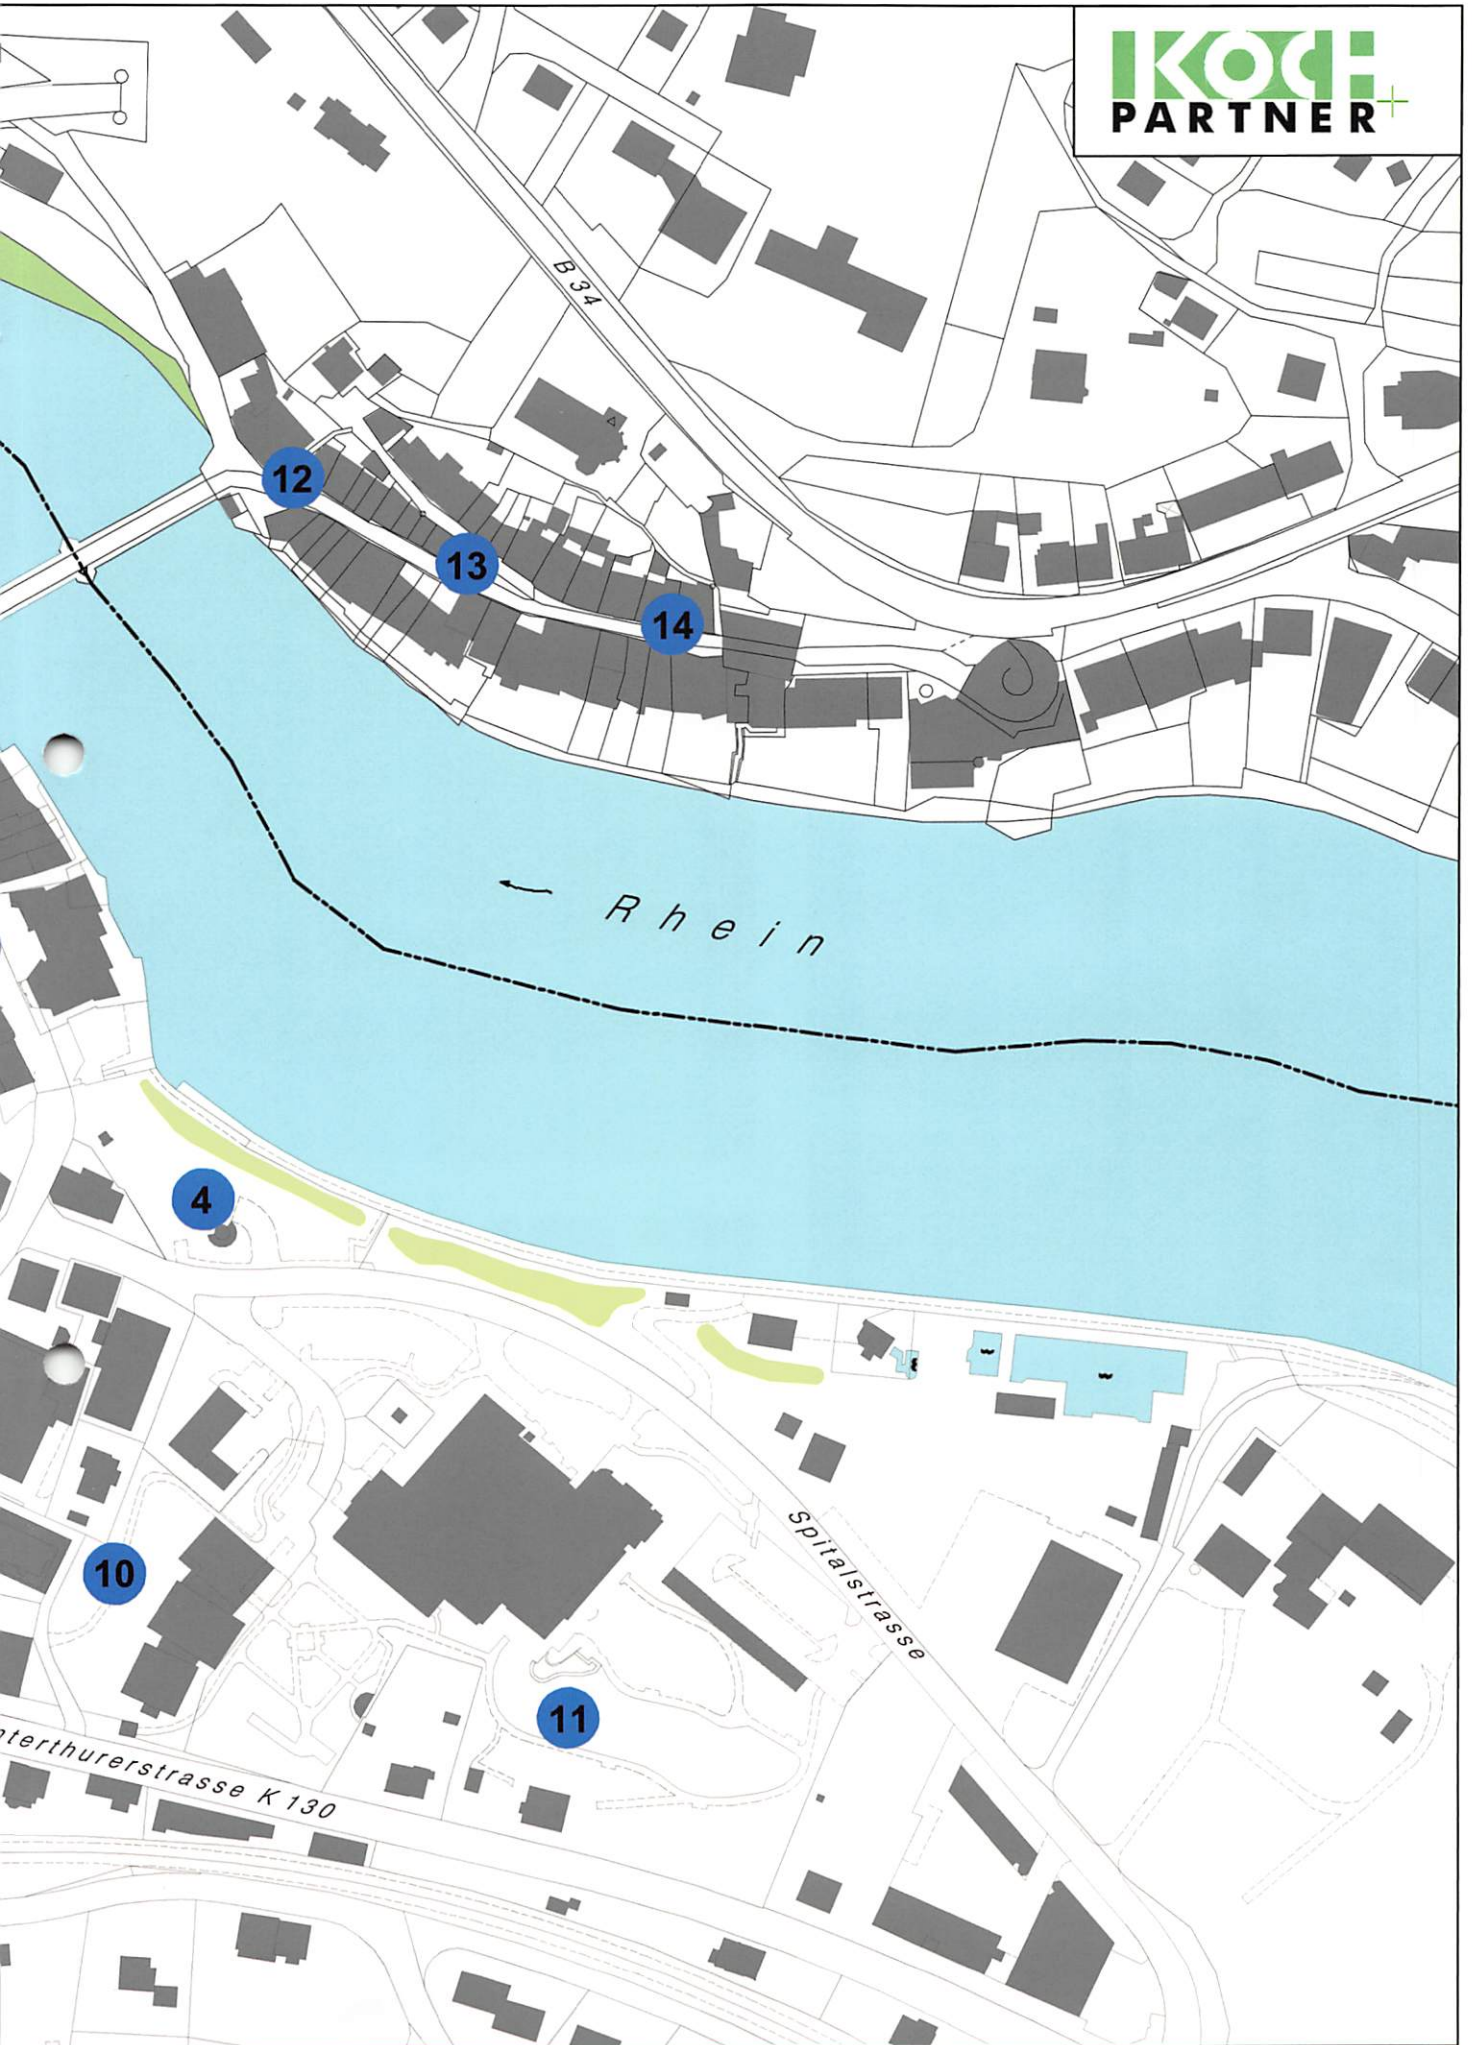 KOCH
PARTNER+
B 34
12
13
14
Rhein
4
10
Spitalstrasse
11
nterthurerstrasse K 130